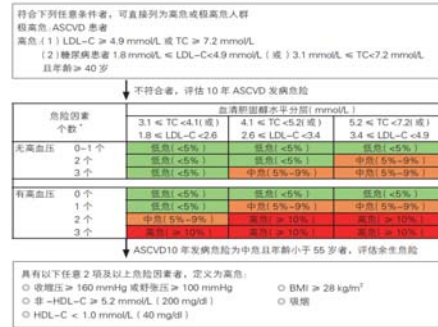 符合下列任意条件者，可直接列为高危或极高危人群
极高危：ASCVD 患者
高危：(1) LDL-C ≥ 4.9 mmol/L 或 TC ≥ 7.2 mmol/L
(2) 糖尿病患者 1.8 mmol/L ≤ LDL-C<4.9 mmol/L (或) 3.1 mmol/L ≤ TC<7.2 mmol/L
且年龄≥ 40 岁
不符合者，评估 10 年 ASCVD 发病危险
危险因素 个数* 血清胆固醇水平分层(mmol/L)
3.1 ≤ TC <4.1(或) 4.1 ≤ TC <5.2(或) 5.2 ≤ TC <7.2(或)
1.8 ≤ LDL-C <2.6 2.6 ≤ LDL-C <3.4 3.4 ≤ LDL-C <4.9
无高血压 0-1 个 低危(<5%) 低危(<5%) 低危(<5%)
2 个 低危(<5%) 低危(<5%) 中危(5%-9%)
3 个 低危(<5%) 中危(5%-9%) 中危(5%-9%)
有高血压 0 个 低危(<5%) 低危(<5%) 低危(<5%)
1 个 低危(<5%) 中危(5%-9%) 中危(5%-9%)
2 个 中危(5%-9%) 高危(≥ 10%) 高危(≥ 10%)
3 个 高危(≥ 10%) 高危(≥ 10%) 高危(≥ 10%)
ASCVD10 年发病危险为中危且年龄小于 55 岁者，评估余生危险
具有以下任意 2 项及以上危险因素者，定义为高危：
○ 收缩压≥ 160 mmHg 或舒张压≥ 100 mmHg ○ BMI ≥ 28 kg/m²
○ 非 -HDL-C ≥ 5.2 mmol/L (200 mg/dl) ○ 吸烟
○ HDL-C < 1.0 mmol/L (40 mg/dl)